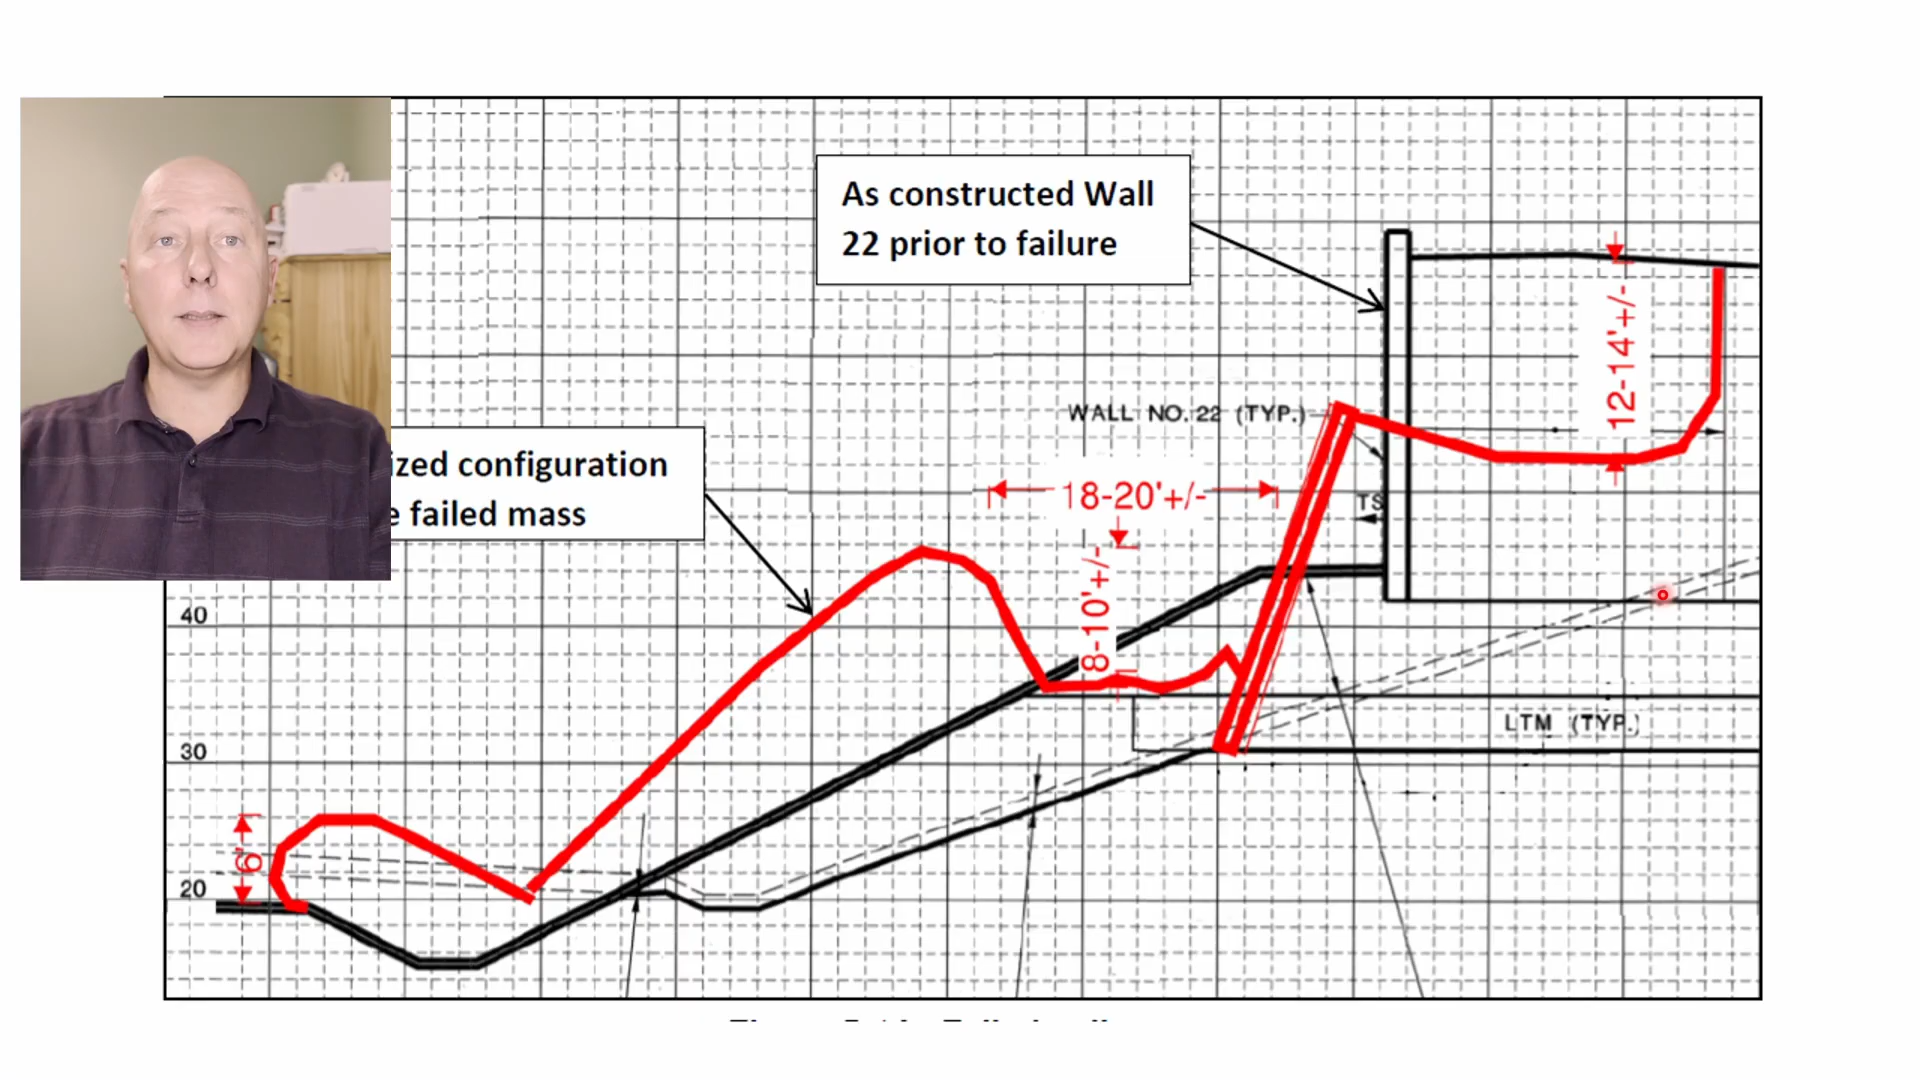 As constructed Wall
22 prior to failure
12-14'+/-
WALL NO. 22 (TYP.)
ized configuration
e failed mass
18-20'+/-
TS
8-10'+/-
40
LTM (TYP.)
30
6'
20